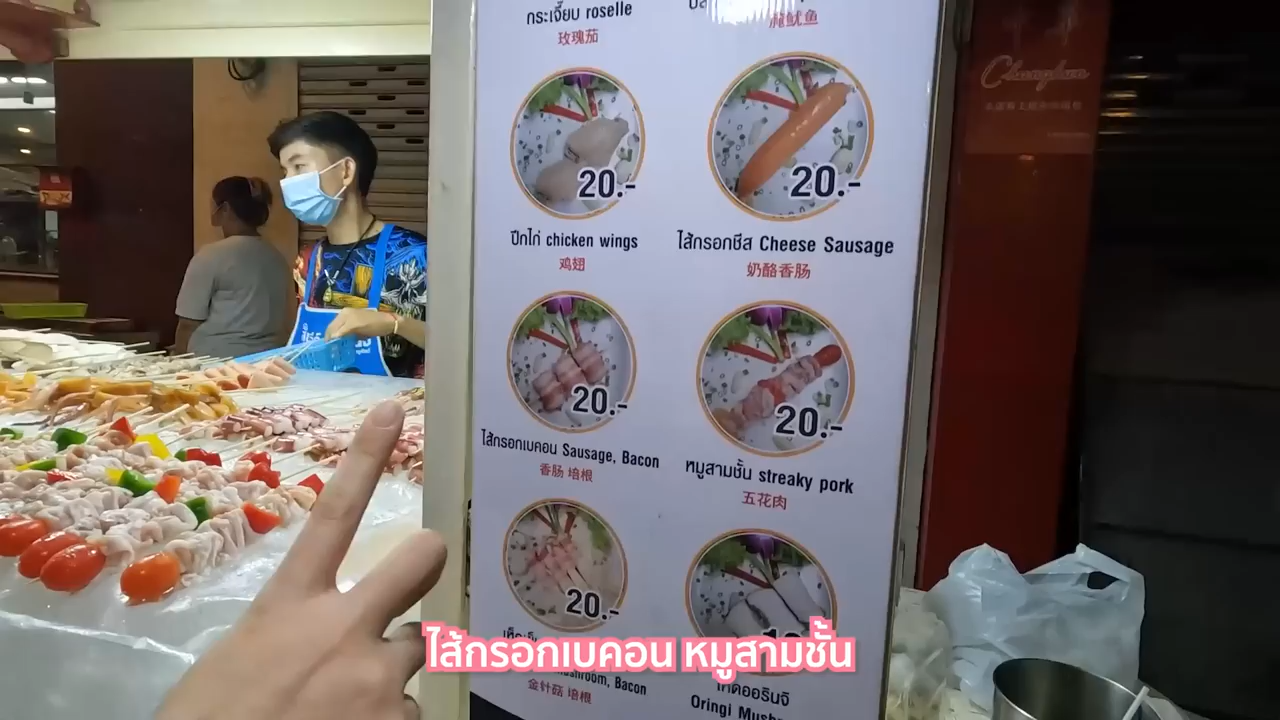 กระเจี๊ยบ roselle
玫瑰茄
鱿鱼
20.-
ปีกไก่ chicken wings
鸡翅
20.-
ไส้กรอกชีส Cheese Sausage
奶酪香肠
20.-
ไส้กรอกเบคอน Sausage, Bacon
香肠 培根
20.-
หมูสามชั้น streaky pork
五花肉
20.-
Bacon
金针菇 培根
Oringi
ไส้กรอกเบคอน หมูสามชั้น